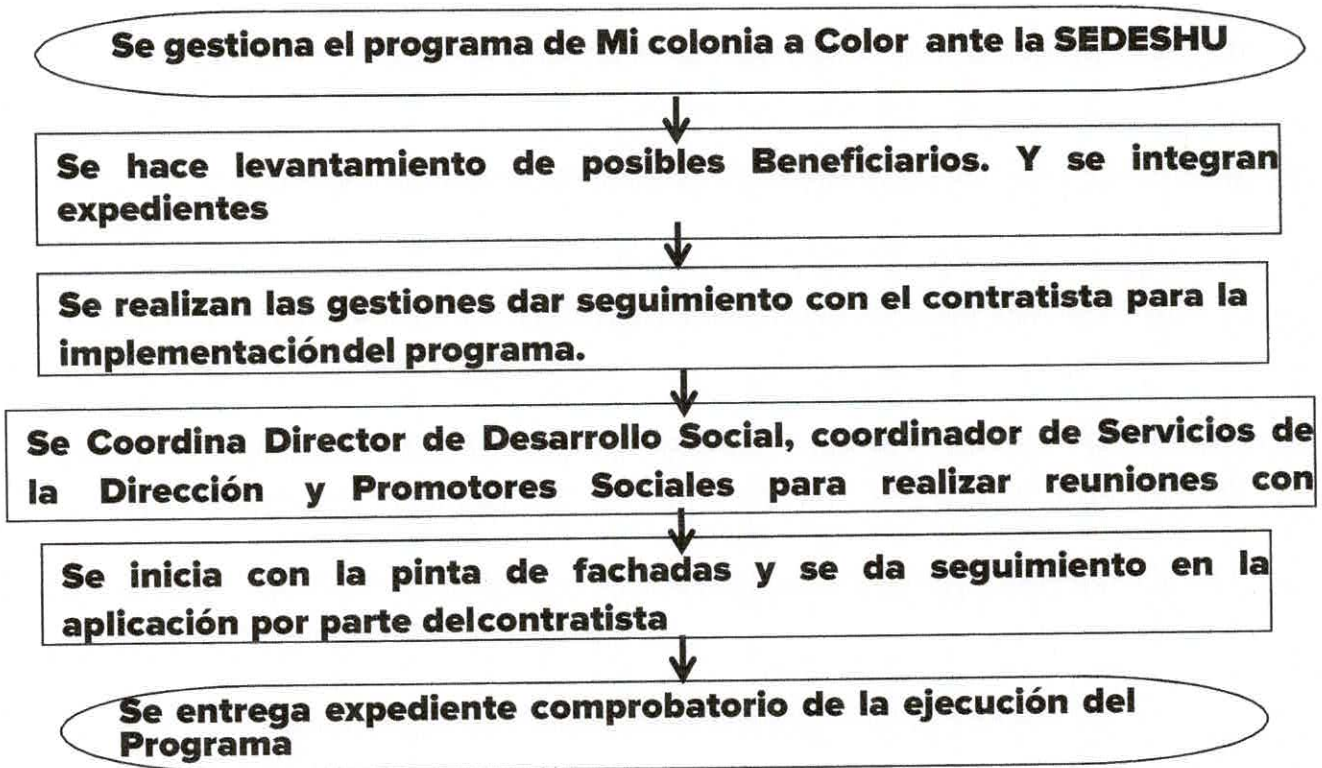 Se gestiona el programa de Mi colonia a Color ante la SEDESHU
Se hace levantamiento de posibles Beneficiarios. Y se integran
expedientes
Se realizan las gestiones dar seguimiento con el contratista para la
implementacióndel programa.
Se Coordina Director de Desarrollo Social, coordinador de Servicios de
la Dirección y Promotores Sociales para realizar reuniones con
Se inicia con la pinta de fachadas y se da seguimiento en la
aplicación por parte delcontratista
Se entrega expediente comprobatorio de la ejecución del
Programa